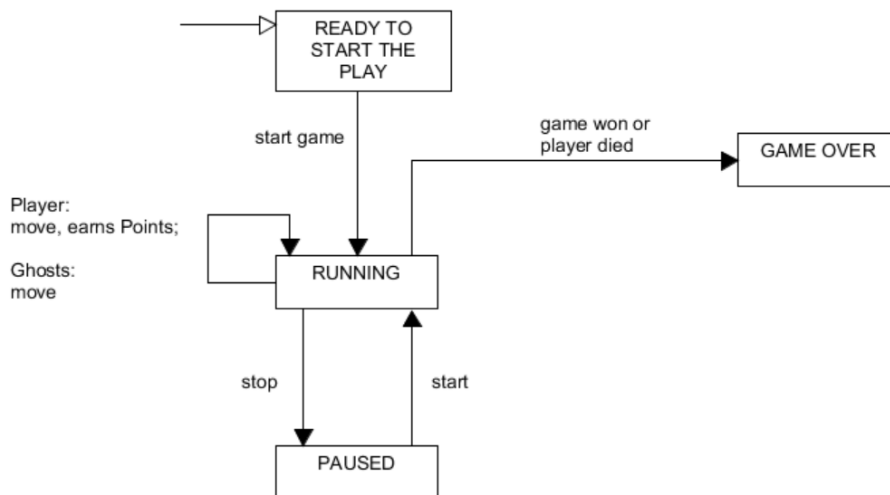 READY TO
START THE
PLAY
start game
game won or
player died
GAME OVER
Player:
move, earns Points;
Ghosts:
move
RUNNING
stop
start
PAUSED